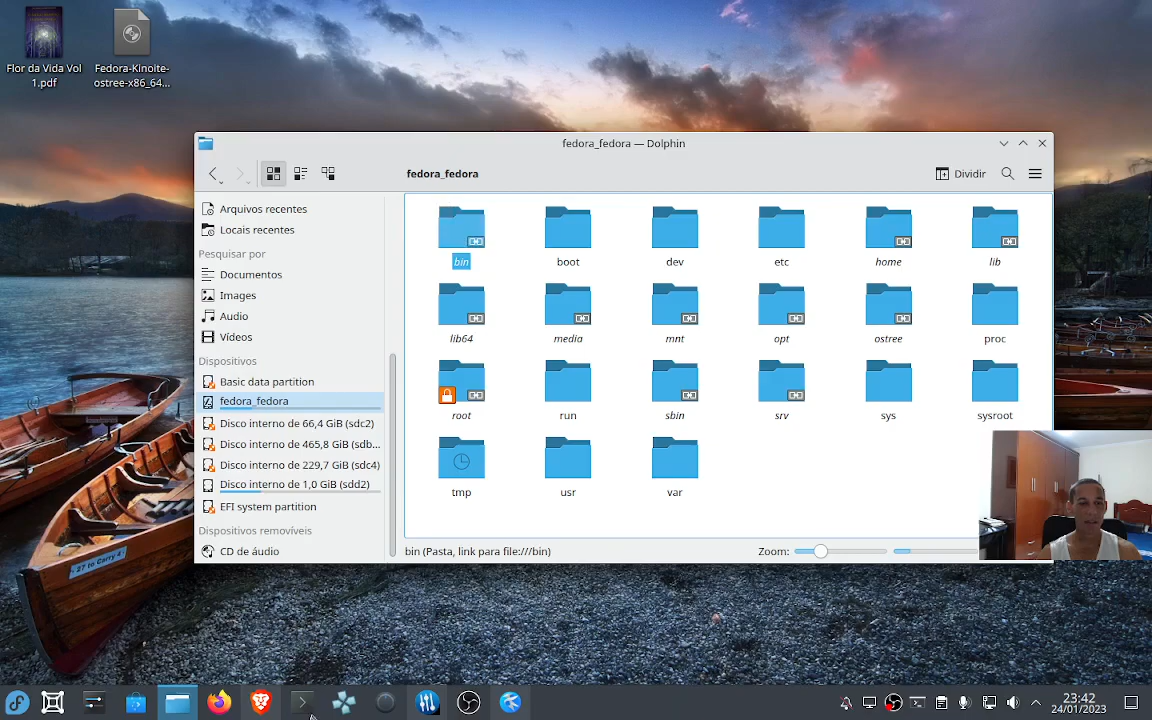 Flor da Vida Vol
1.pdf
Fedora-Kinoite-
ostree-x86_64...
fedora_fedora — Dolphin
fedora_fedora
Dividir
Arquivos recentes
Locais recentes
Pesquisar por
Documentos
Images
Audio
Vídeos
Dispositivos
Basic data partition
fedora_fedora
Disco interno de 66,4 GiB (sdc2)
Disco interno de 465,8 GiB (sdb...
Disco interno de 229,7 GiB (sdc4)
Disco interno de 1,0 GiB (sdd2)
EFI system partition
Dispositivos removíveis
CD de áudio
bin
boot
dev
etc
home
lib
lib64
media
mnt
opt
ostree
proc
root
run
sbin
srv
sys
sysroot
tmp
usr
var
bin (Pasta, link para file:///bin)
Zoom:
27 to Carry 4
23:42
24/01/2023